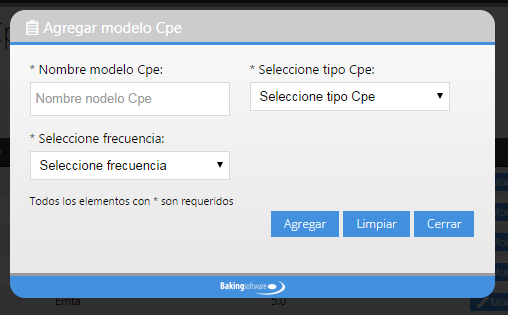 Agregar modelo Cpe
* Nombre modelo Cpe:
* Seleccione tipo Cpe:
Nombre nodelo Cpe
Seleccione tipo Cpe
* Seleccione frecuencia:
Seleccione frecuencia
Todos los elementos con * son requeridos
Agregar
Limpiar
Cerrar
Bakingsoftware
Emta
5.0